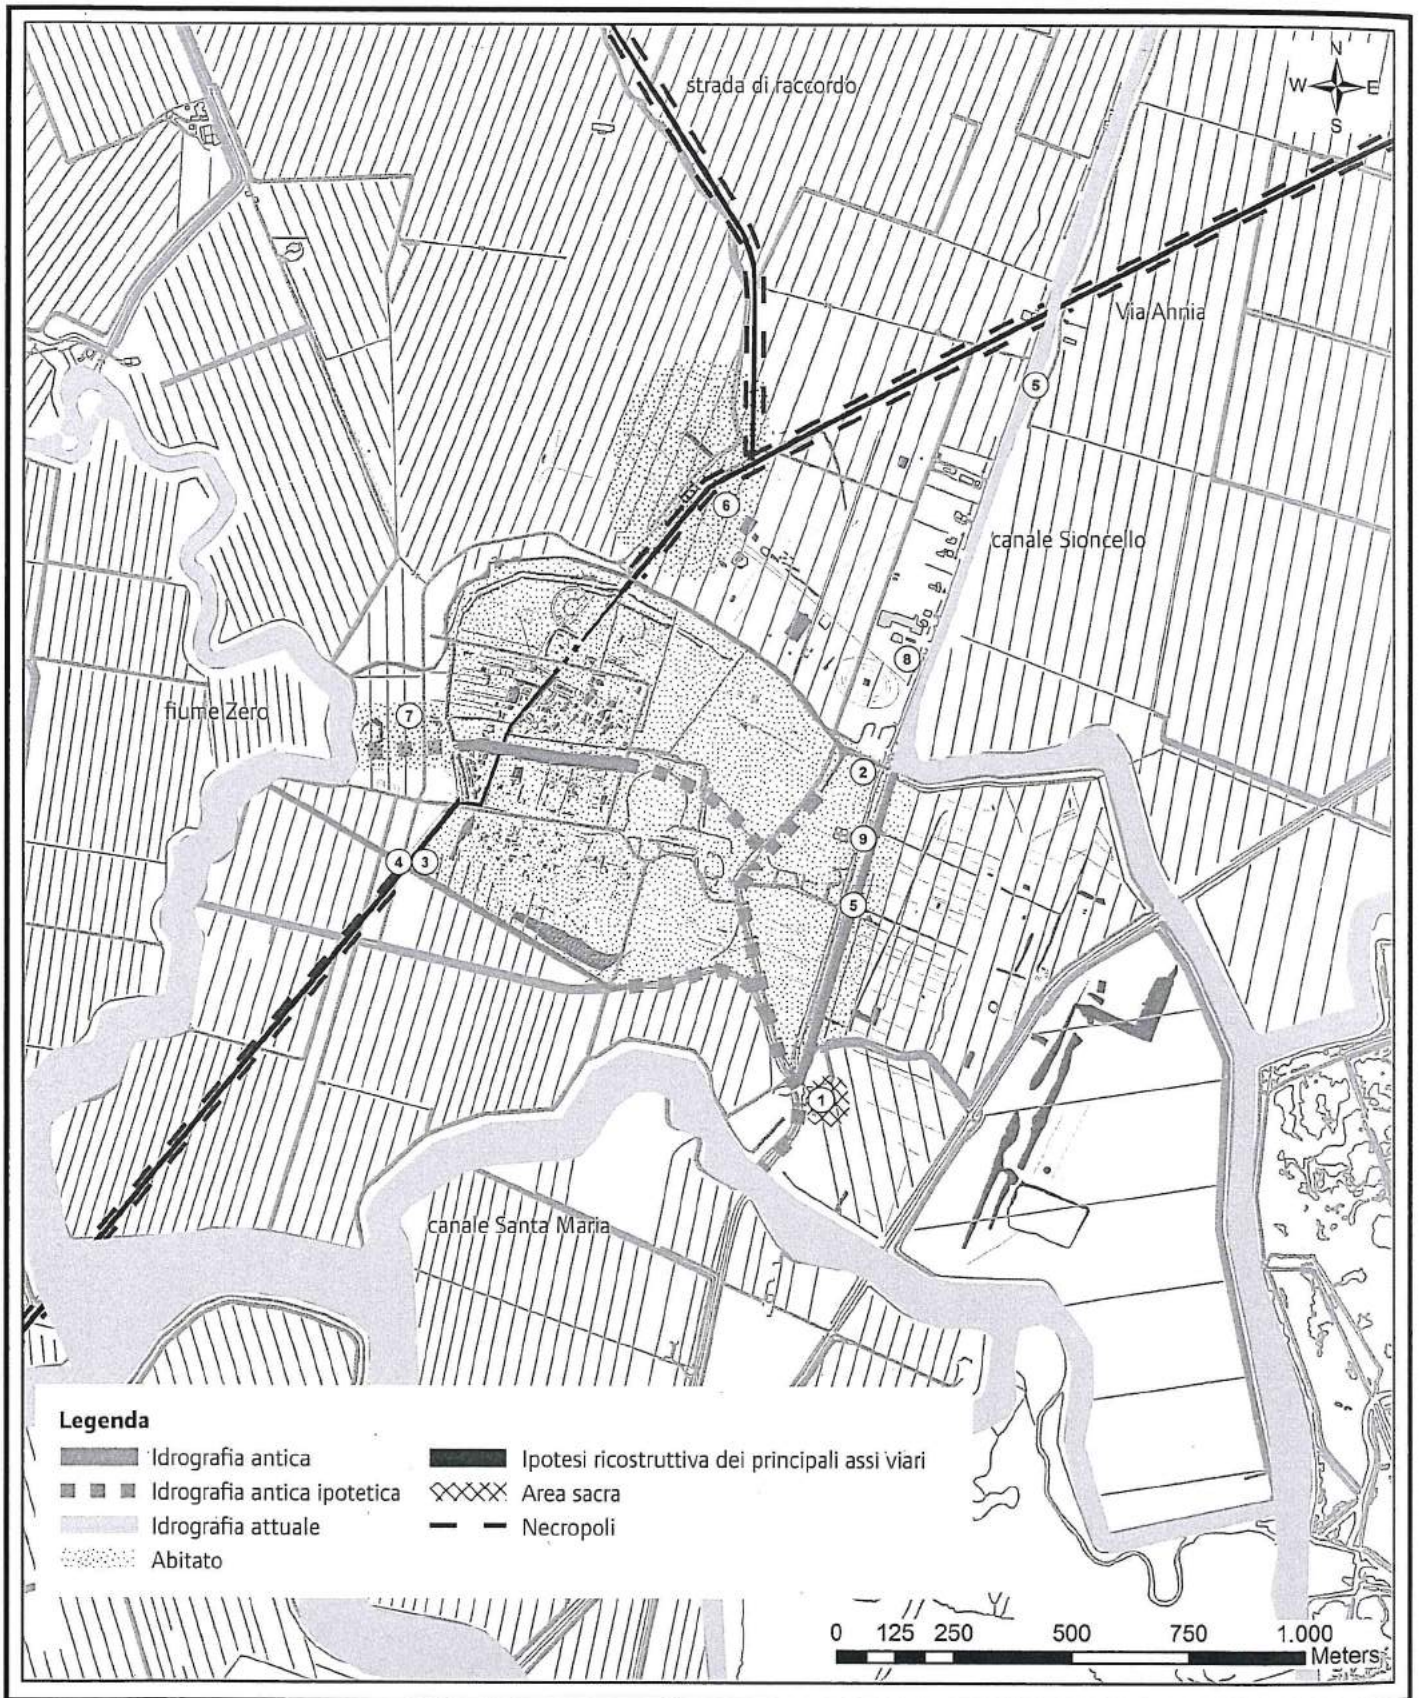 N
W E
S
strada di raccordo
Via Annia
5
6
canale Sioncello
8
fiume Zero
7
2
9
4 3
5
1
canale Santa Maria
Legenda
Idrografia antica
Idrografia antica ipotetica
Idrografia attuale
Abitato
Ipotesi ricostruttiva dei principali assi viari
Area sacra
Necropoli
0 125 250 500 750 1.000
Meters